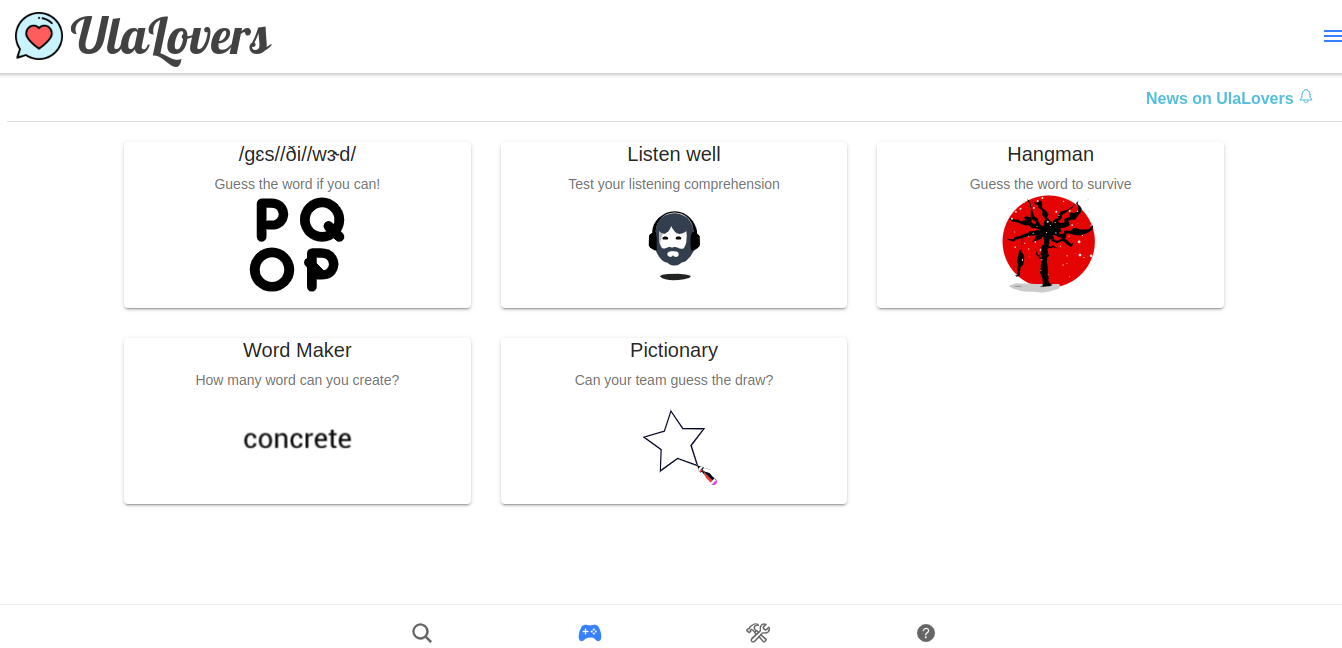 UlaLovers
News on UlaLovers
/gɛs//ði//wɝd/
Guess the word if you can!
P Q
O P
Listen well
Test your listening comprehension
Hangman
Guess the word to survive
Word Maker
How many word can you create?
concrete
Pictionary
Can your team guess the draw?
?